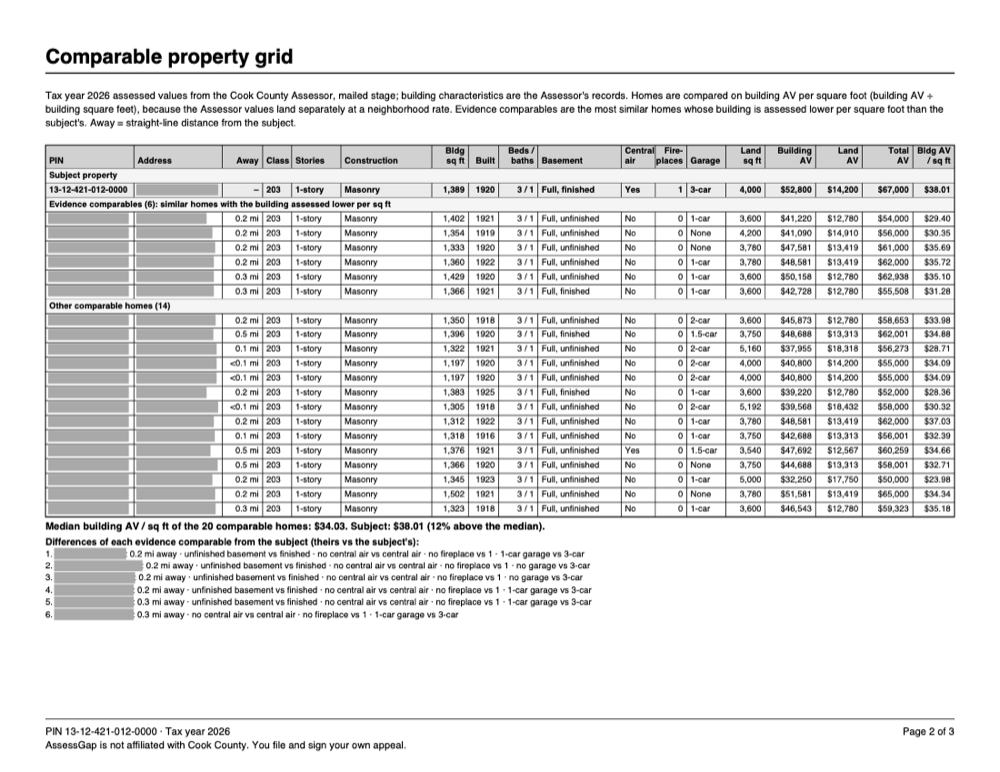 Comparable property grid
Tax year 2026 assessed values from the Cook County Assessor, mailed stage; building characteristics are the Assessor's records. Homes are compared on building AV per square foot (building AV ÷
building square feet), because the Assessor values land separately at a neighborhood rate. Evidence comparables are the most similar homes whose building is assessed lower per square foot than the
subject's. Away = straight-line distance from the subject.
Bldg Beds / Central Fire- Land Building Land Total Bldg AV
PIN Address Away Class Stories Construction sq ft Built baths Basement air places Garage sq ft AV AV AV / sq ft
Subject property
13-12-421-012-0000 – 203 1-story Masonry 1,389 1920 3 / 1 Full, finished Yes 1 3-car 4,000 $52,800 $14,200 $67,000 $38.01
Evidence comparables (6): similar homes with the building assessed lower per sq ft
0.2 mi 203 1-story Masonry 1,402 1921 3 / 1 Full, unfinished No 0 1-car 3,600 $41,220 $12,780 $54,000 $29.40
0.2 mi 203 1-story Masonry 1,354 1919 3 / 1 Full, unfinished No 0 None 4,200 $41,090 $14,910 $56,000 $30.35
0.2 mi 203 1-story Masonry 1,333 1920 3 / 1 Full, unfinished No 0 None 3,780 $47,581 $13,419 $61,000 $35.69
0.2 mi 203 1-story Masonry 1,360 1922 3 / 1 Full, unfinished No 0 1-car 3,780 $48,581 $13,419 $62,000 $35.72
0.3 mi 203 1-story Masonry 1,429 1920 3 / 1 Full, unfinished No 0 1-car 3,600 $50,158 $12,780 $62,938 $35.10
0.3 mi 203 1-story Masonry 1,366 1921 3 / 1 Full, finished No 0 1-car 3,600 $42,728 $12,780 $55,508 $31.28
Other comparable homes (14)
0.2 mi 203 1-story Masonry 1,350 1918 3 / 1 Full, unfinished No 0 2-car 3,600 $45,873 $12,780 $58,653 $33.98
0.5 mi 203 1-story Masonry 1,396 1920 3 / 1 Full, finished No 0 1.5-car 3,750 $48,688 $13,313 $62,001 $34.88
0.1 mi 203 1-story Masonry 1,322 1921 3 / 1 Full, unfinished No 0 2-car 5,160 $37,955 $18,318 $56,273 $28.71
<0.1 mi 203 1-story Masonry 1,197 1920 3 / 1 Full, unfinished No 0 2-car 4,000 $40,800 $14,200 $55,000 $34.09
<0.1 mi 203 1-story Masonry 1,197 1920 3 / 1 Full, unfinished No 0 2-car 4,000 $40,800 $14,200 $55,000 $34.09
0.2 mi 203 1-story Masonry 1,383 1925 3 / 1 Full, finished No 0 1-car 3,600 $39,220 $12,780 $52,000 $28.36
<0.1 mi 203 1-story Masonry 1,305 1918 3 / 1 Full, unfinished No 0 2-car 5,192 $39,568 $18,432 $58,000 $30.32
0.2 mi 203 1-story Masonry 1,312 1922 3 / 1 Full, unfinished No 0 1-car 3,780 $48,581 $13,419 $62,000 $37.03
0.1 mi 203 1-story Masonry 1,318 1916 3 / 1 Full, unfinished No 0 1-car 3,750 $42,688 $13,313 $56,001 $32.39
0.5 mi 203 1-story Masonry 1,376 1921 3 / 1 Full, unfinished Yes 0 1.5-car 3,540 $47,692 $12,567 $60,259 $34.66
0.5 mi 203 1-story Masonry 1,366 1920 3 / 1 Full, unfinished No 0 None 3,750 $44,688 $13,313 $58,001 $32.71
0.2 mi 203 1-story Masonry 1,345 1923 3 / 1 Full, unfinished No 0 1-car 5,000 $32,250 $17,750 $50,000 $23.98
0.2 mi 203 1-story Masonry 1,502 1921 3 / 1 Full, unfinished No 0 None 3,780 $51,581 $13,419 $65,000 $34.34
0.3 mi 203 1-story Masonry 1,323 1918 3 / 1 Full, unfinished No 0 1-car 3,600 $46,543 $12,780 $59,323 $35.18
Median building AV / sq ft of the 20 comparable homes: $34.03. Subject: $38.01 (12% above the median).
Differences of each evidence comparable from the subject (theirs vs the subject's):
1. 0.2 mi away · unfinished basement vs finished · no central air vs central air · no fireplace vs 1 · 1-car garage vs 3-car
2. 0.2 mi away · unfinished basement vs finished · no central air vs central air · no fireplace vs 1 · no garage vs 3-car
3. 0.2 mi away · unfinished basement vs finished · no central air vs central air · no fireplace vs 1 · no garage vs 3-car
4. 0.2 mi away · unfinished basement vs finished · no central air vs central air · no fireplace vs 1 · 1-car garage vs 3-car
5. 0.3 mi away · unfinished basement vs finished · no central air vs central air · no fireplace vs 1 · 1-car garage vs 3-car
6. 0.3 mi away · no central air vs central air · no fireplace vs 1 · 1-car garage vs 3-car
PIN 13-12-421-012-0000 · Tax year 2026
Page 2 of 3
AssessGap is not affiliated with Cook County. You file and sign your own appeal.